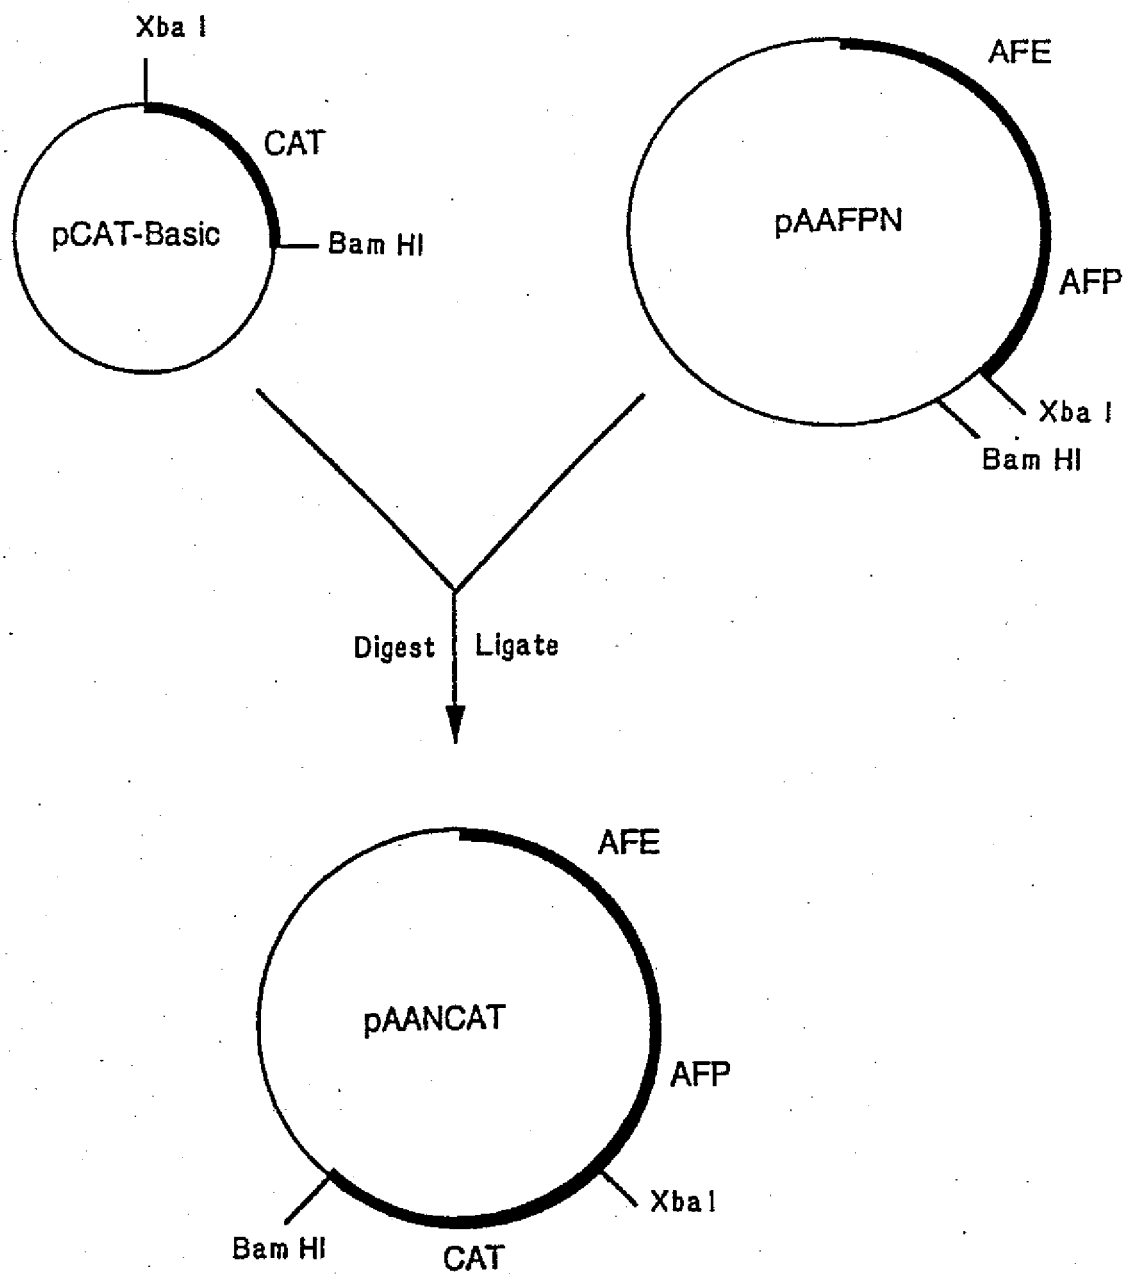 Xba I
CAT
pCAT-Basic
Bam HI
AFE
pAAFPN
AFP
Xba I
Bam HI
Digest Ligate
AFE
pAANCAT
AFP
Xba I
Bam HI
CAT